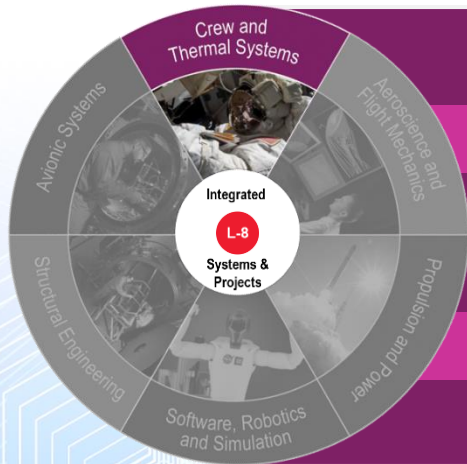 Crew and
Thermal Systems
Aeroscience and
Flight Mechanics
Propulsion and Power
Software, Robotics
and Simulation
Structural Engineering
Avionic Systems
Integrated
L-8
Systems &
Projects